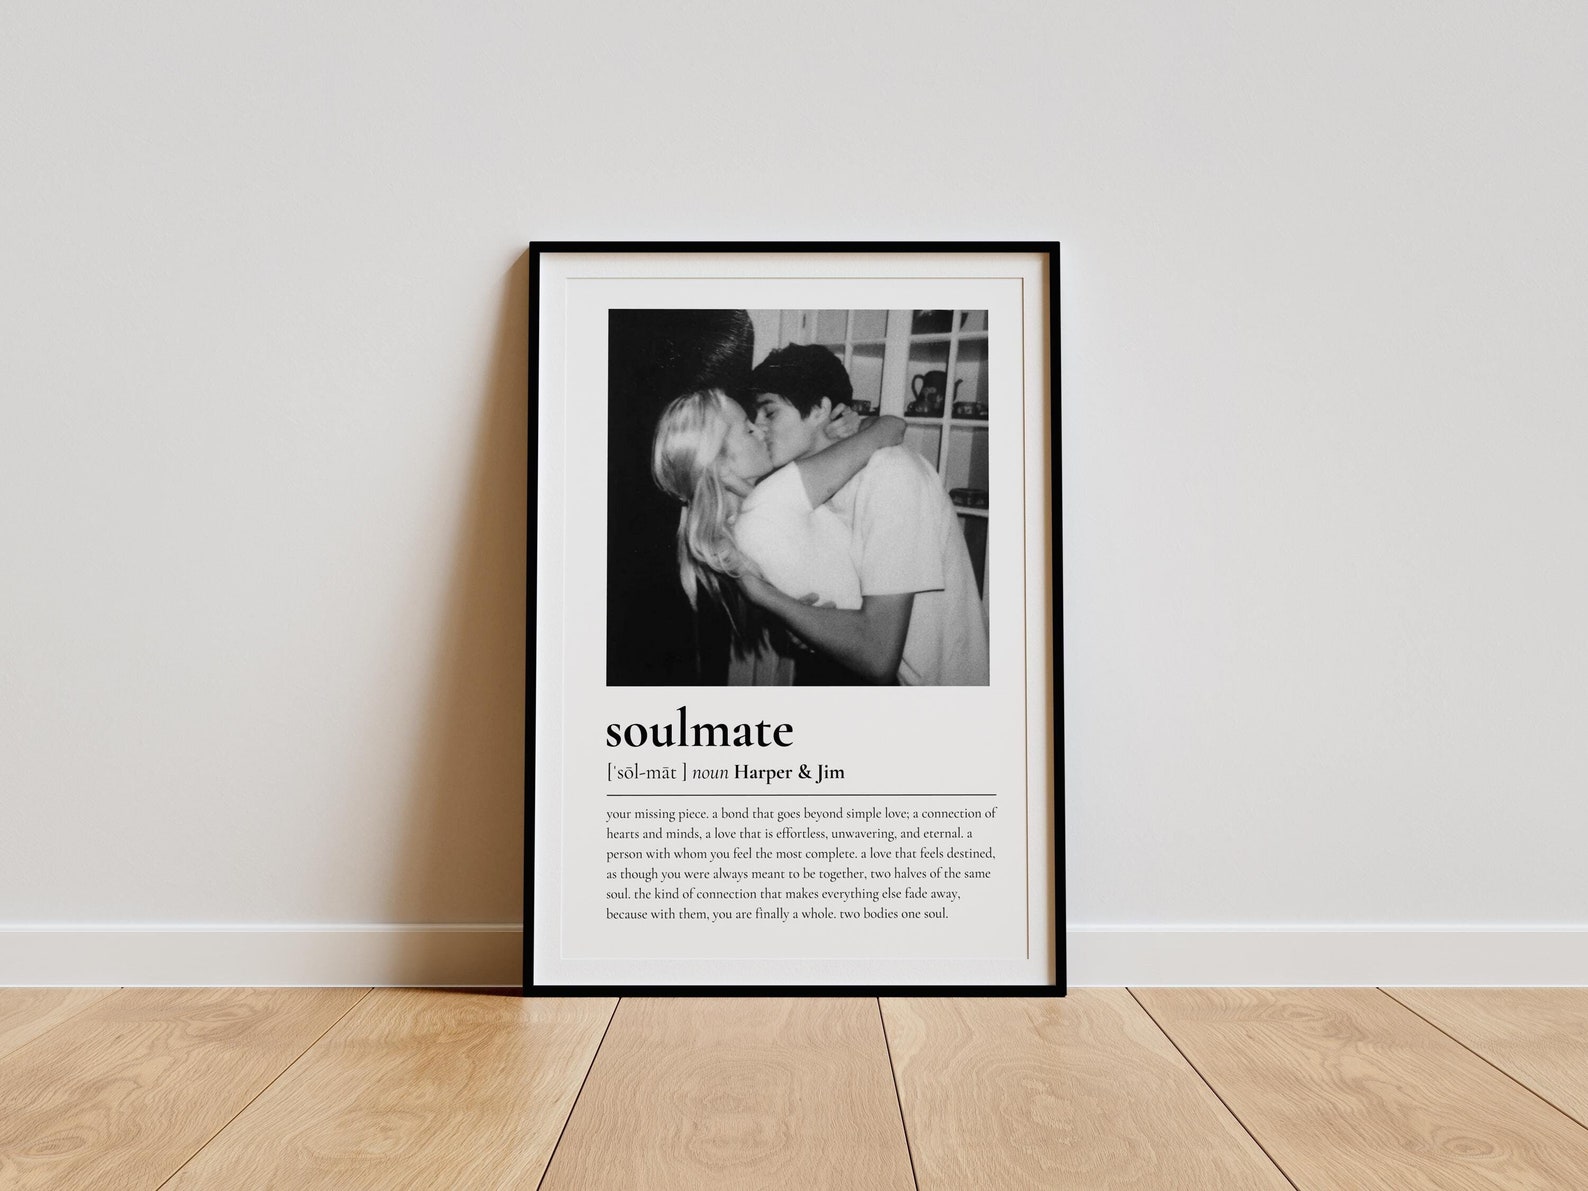 soulmate
[ˈsōl-māt ] noun Harper & Jim
your missing piece. a bond that goes beyond simple love; a connection of
hearts and minds, a love that is effortless, unwavering, and eternal. a
person with whom you feel the most complete. a love that feels destined,
as though you were always meant to be together, two halves of the same
soul. the kind of connection that makes everything else fade away,
because with them, you are finally a whole. two bodies one soul.